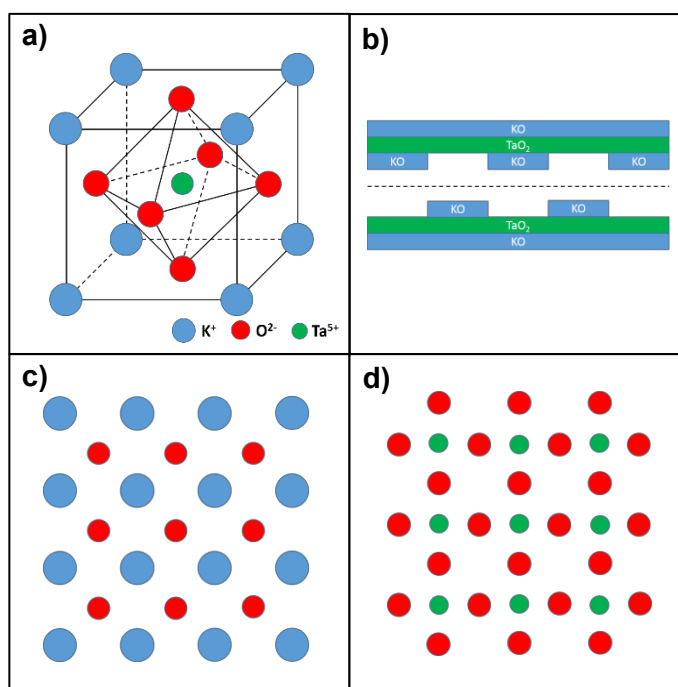 a)
K⁺ O²⁻ Ta⁵⁺
b)
KO
TaO₂
KO KO KO
KO KO
TaO₂
KO
c)
d)